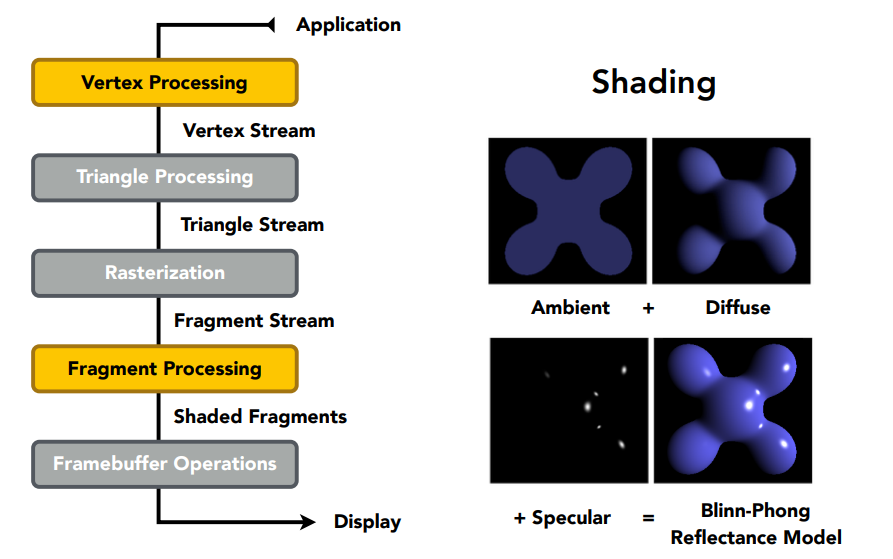 Application
Vertex Processing
Vertex Stream
Triangle Processing
Triangle Stream
Rasterization
Fragment Stream
Fragment Processing
Shaded Fragments
Framebuffer Operations
Display
Shading
Ambient + Diffuse
+ Specular = Blinn-Phong
Reflectance Model